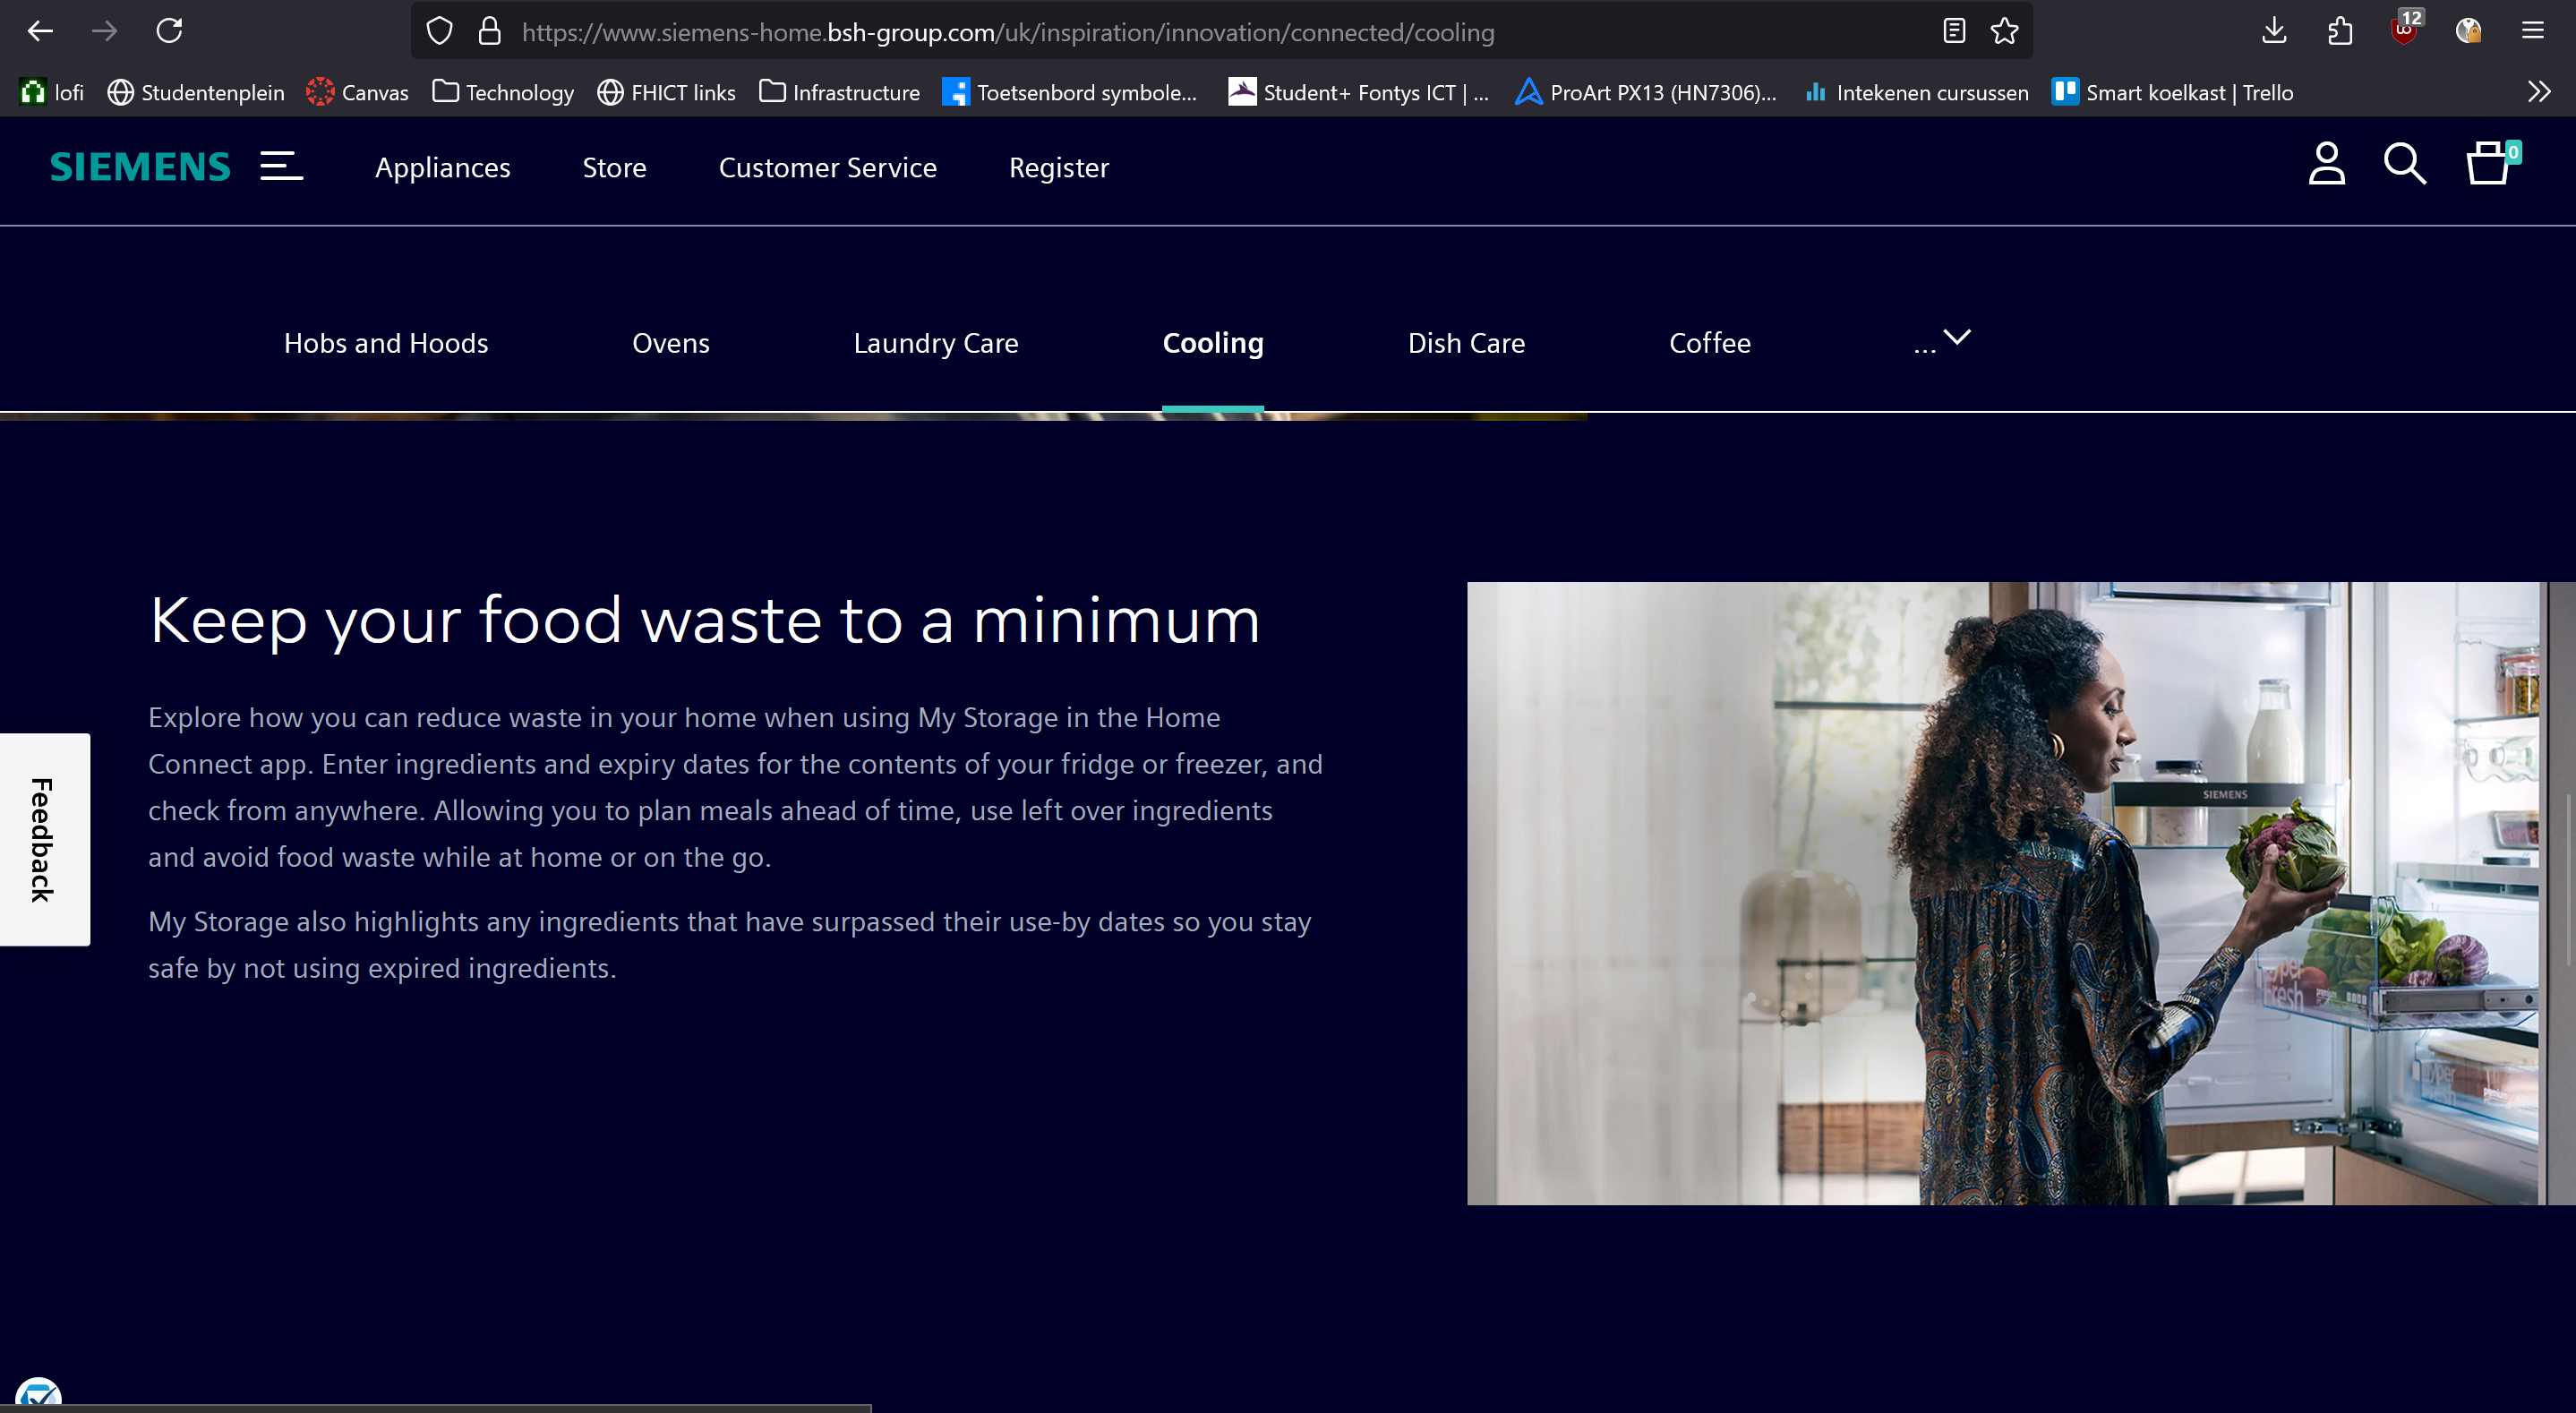 https://www.siemens-home.bsh-group.com/uk/inspiration/innovation/connected/cooling
12
lofi
Studentenplein
Canvas
Technology
FHICT links
Infrastructure
Toetsenbord symbole...
Student+ Fontys ICT | ...
ProArt PX13 (HN7306)...
Intekenen cursussen
Smart koelkast | Trello
SIEMENS
Appliances
Store
Customer Service
Register
0
Hobs and Hoods
Ovens
Laundry Care
Cooling
Dish Care
Coffee
...
Keep your food waste to a minimum
Explore how you can reduce waste in your home when using My Storage in the Home
Connect app. Enter ingredients and expiry dates for the contents of your fridge or freezer, and
check from anywhere. Allowing you to plan meals ahead of time, use left over ingredients
and avoid food waste while at home or on the go.
My Storage also highlights any ingredients that have surpassed their use-by dates so you stay
safe by not using expired ingredients.
Feedback
SIEMENS
hyper
Fresh
premium
hyper